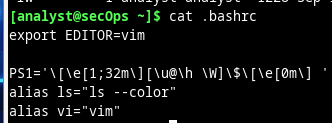 [analyst@secOps ~]$ cat .bashrc
export EDITOR=vim
PS1='\[\e[1;32m\][\u@\h \W]\$\[\e[0m\] '
alias ls="ls --color"
alias vi="vim"